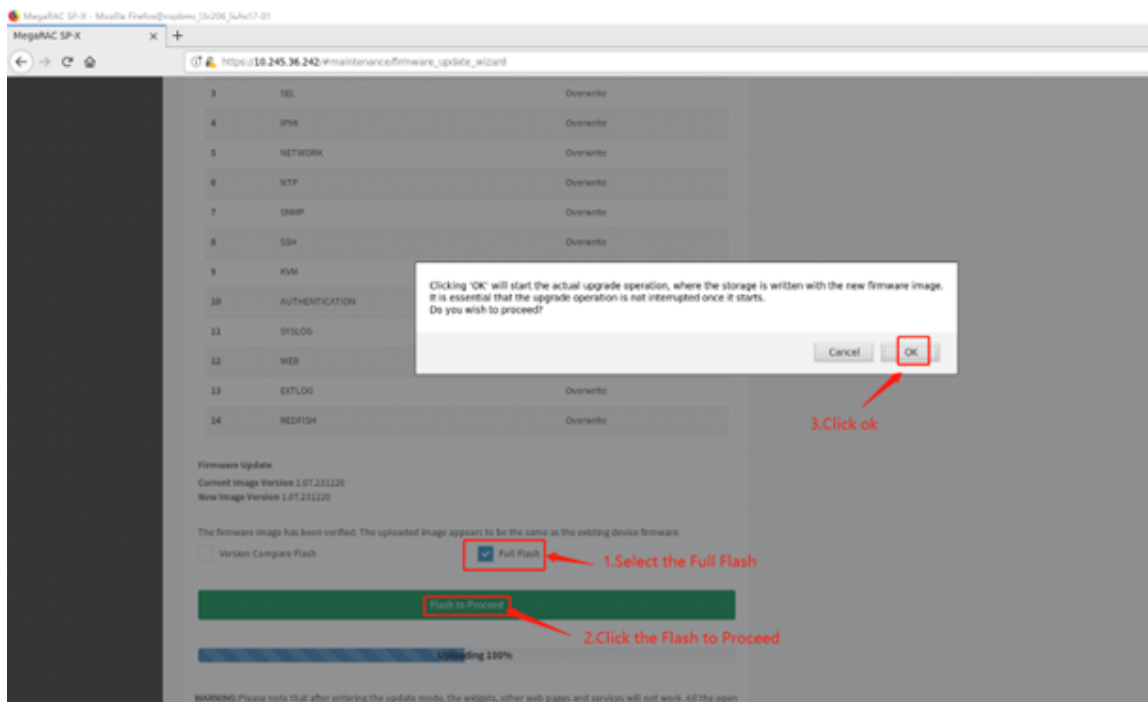 MegaRAC SP-X - Mozilla Firefox
MegaRAC SP-X
https://10.245.36.242/#maintenance/firmware_update_wizard
3 SEL Overwrite
4 IPMI Overwrite
5 NETWORK Overwrite
6 NTP Overwrite
7 SNMP Overwrite
8 SSH Overwrite
9 KVM
10 AUTHENTICATION
11 SYSLOG
12 WEB
13 EXTLOG Overwrite
14 REDFISH Overwrite
Clicking 'OK' will start the actual upgrade operation, where the storage is written with the new firmware image.
It is essential that the upgrade operation is not interrupted once it starts.
Do you wish to proceed?
Cancel OK
3.Click ok
Firmware Update
Current Image Version 1.07.231220
New Image Version 1.07.231220
The firmware image has been verified. The uploaded image appears to be the same as the existing device firmware.
Version Compare Flash Full Flash
1.Select the Full Flash
Flash to Proceed
2.Click the Flash to Proceed
Uploading 100%
WARNING: Please note that after entering the update mode, the widgets, other web pages and services will not work. All the open